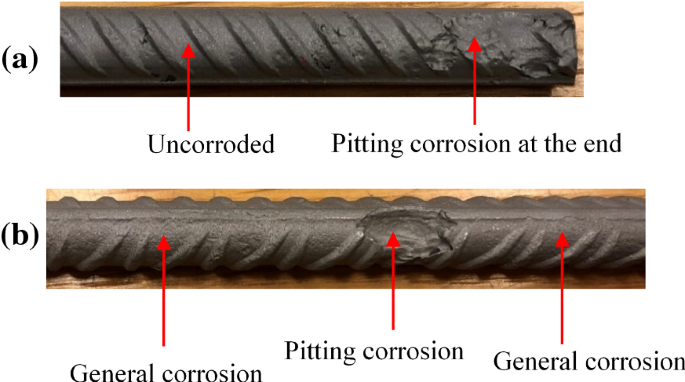 (a)
Uncorroded
Pitting corrosion at the end
(b)
General corrosion
Pitting corrosion
General corrosion